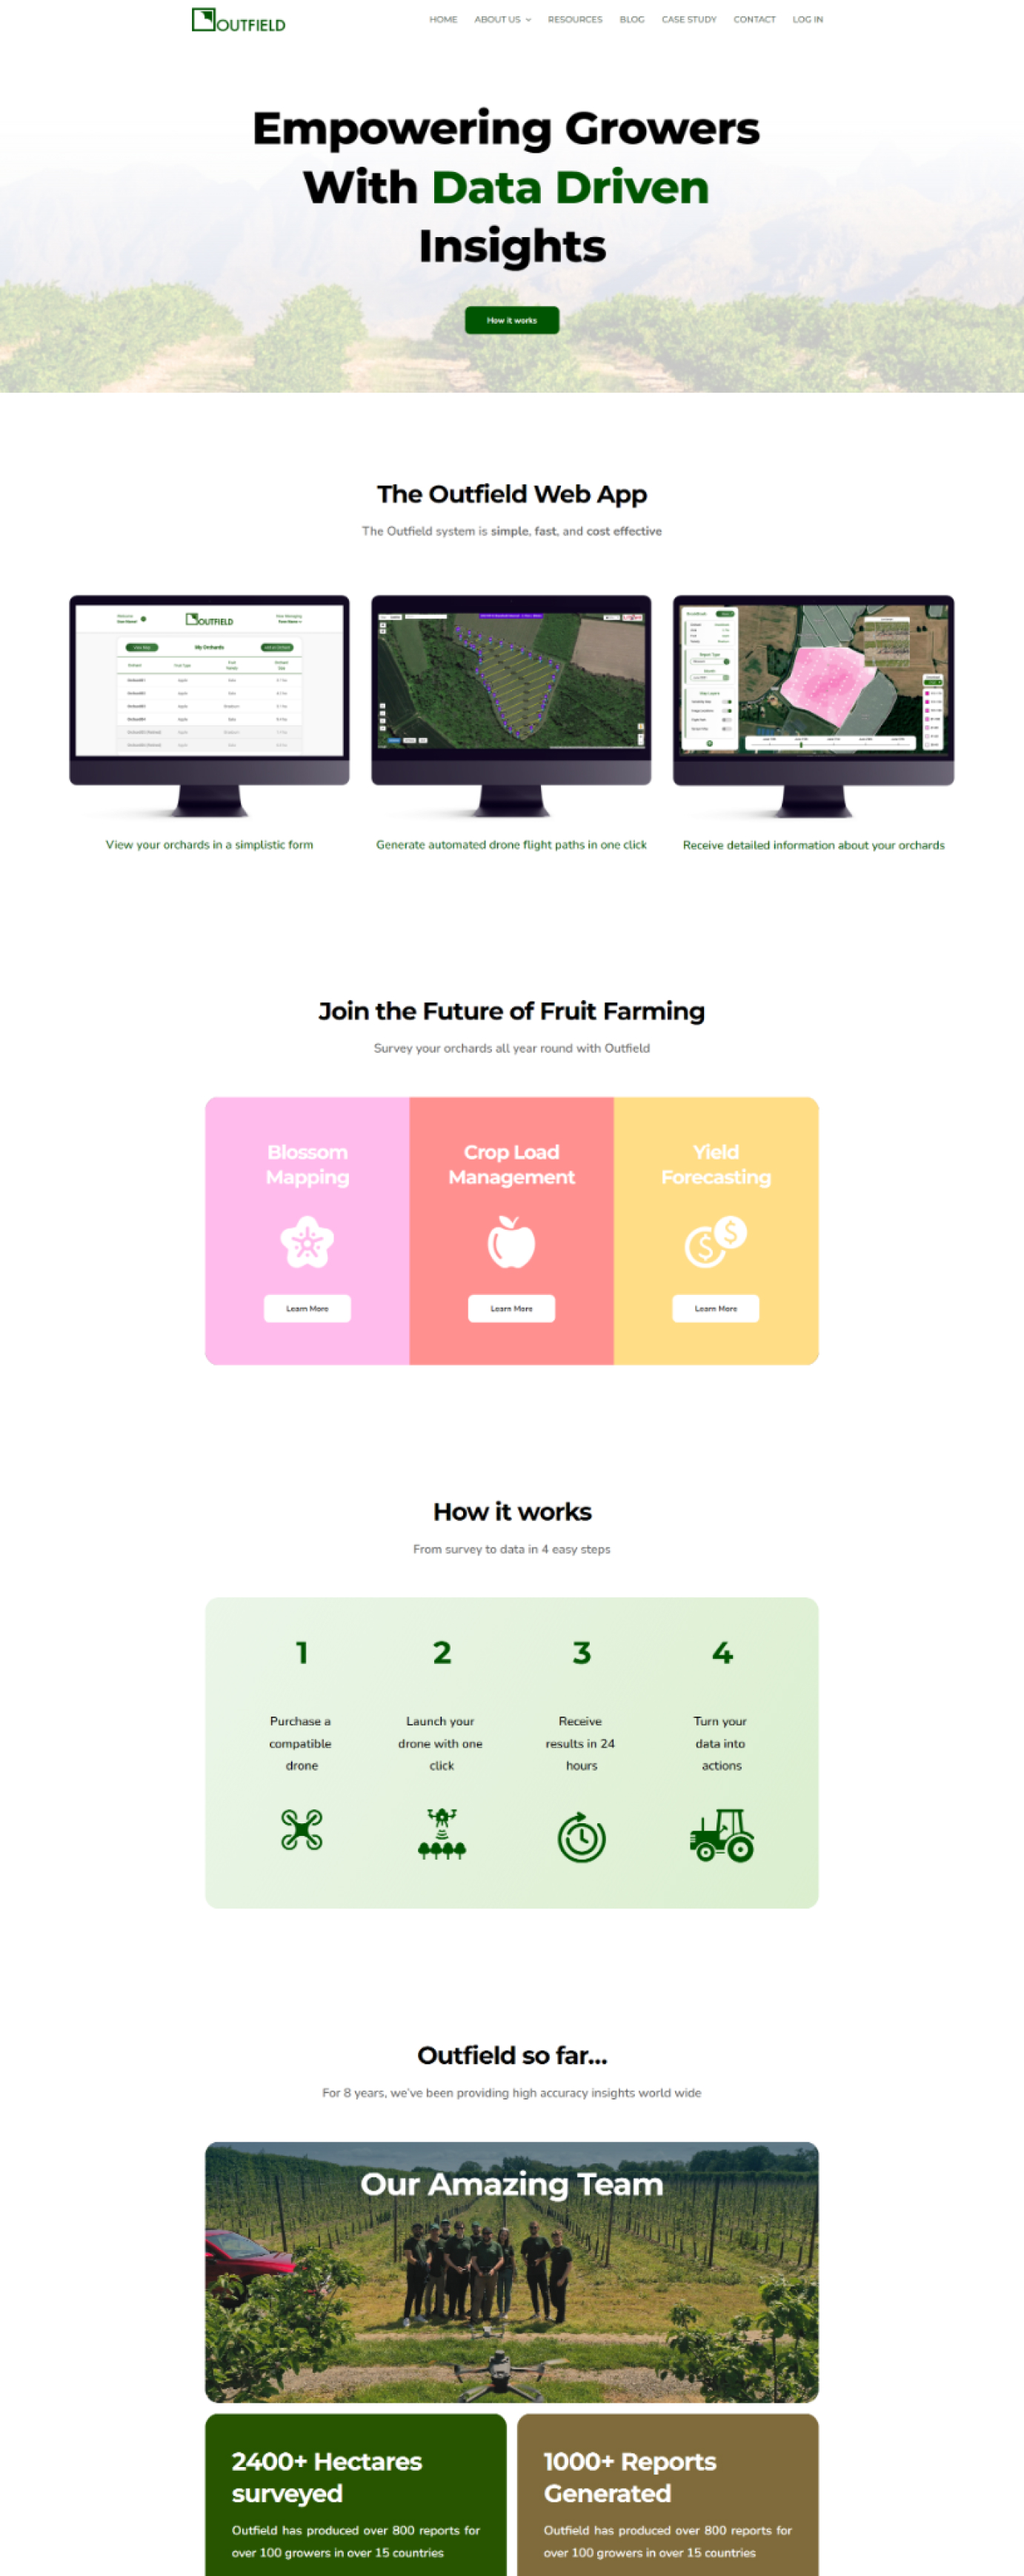 OUTFIELD
HOME
ABOUT US
RESOURCES
BLOG
CASE STUDY
CONTACT
LOG IN
Empowering Growers
With Data Driven
Insights
How it works
The Outfield Web App
The Outfield system is simple, fast, and cost effective
OUTFIELD
My Orchards
View your orchards in a simplistic form
Generate automated drone flight paths in one click
Receive detailed information about your orchards
Join the Future of Fruit Farming
Survey your orchards all year round with Outfield
Blossom
Mapping
Learn More
Crop Load
Management
Learn More
Yield
Forecasting
Learn More
How it works
From survey to data in 4 easy steps
1
Purchase a
compatible
drone
2
Launch your
drone with one
click
3
Receive
results in 24
hours
4
Turn your
data into
actions
Outfield so far...
For 8 years, we've been providing high accuracy insights world wide
Our Amazing Team
2400+ Hectares
surveyed
Outfield has produced over 800 reports for
over 100 growers in over 15 countries
1000+ Reports
Generated
Outfield has produced over 800 reports for
over 100 growers in over 15 countries